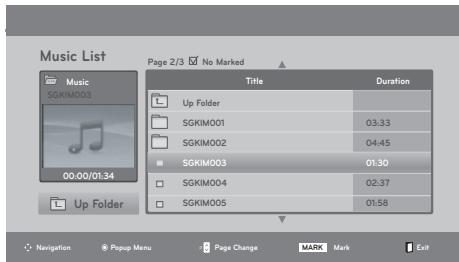 Music List
Page 2/3 ☑ No Marked
Music
SGKIM003
00:00/01:34
Up Folder
Title Duration
Up Folder
SGKIM001 03:33
SGKIM002 04:45
SGKIM003 01:30
SGKIM004 02:37
SGKIM005 01:58
Navigation Popup Menu Page Change MARK Mark Exit